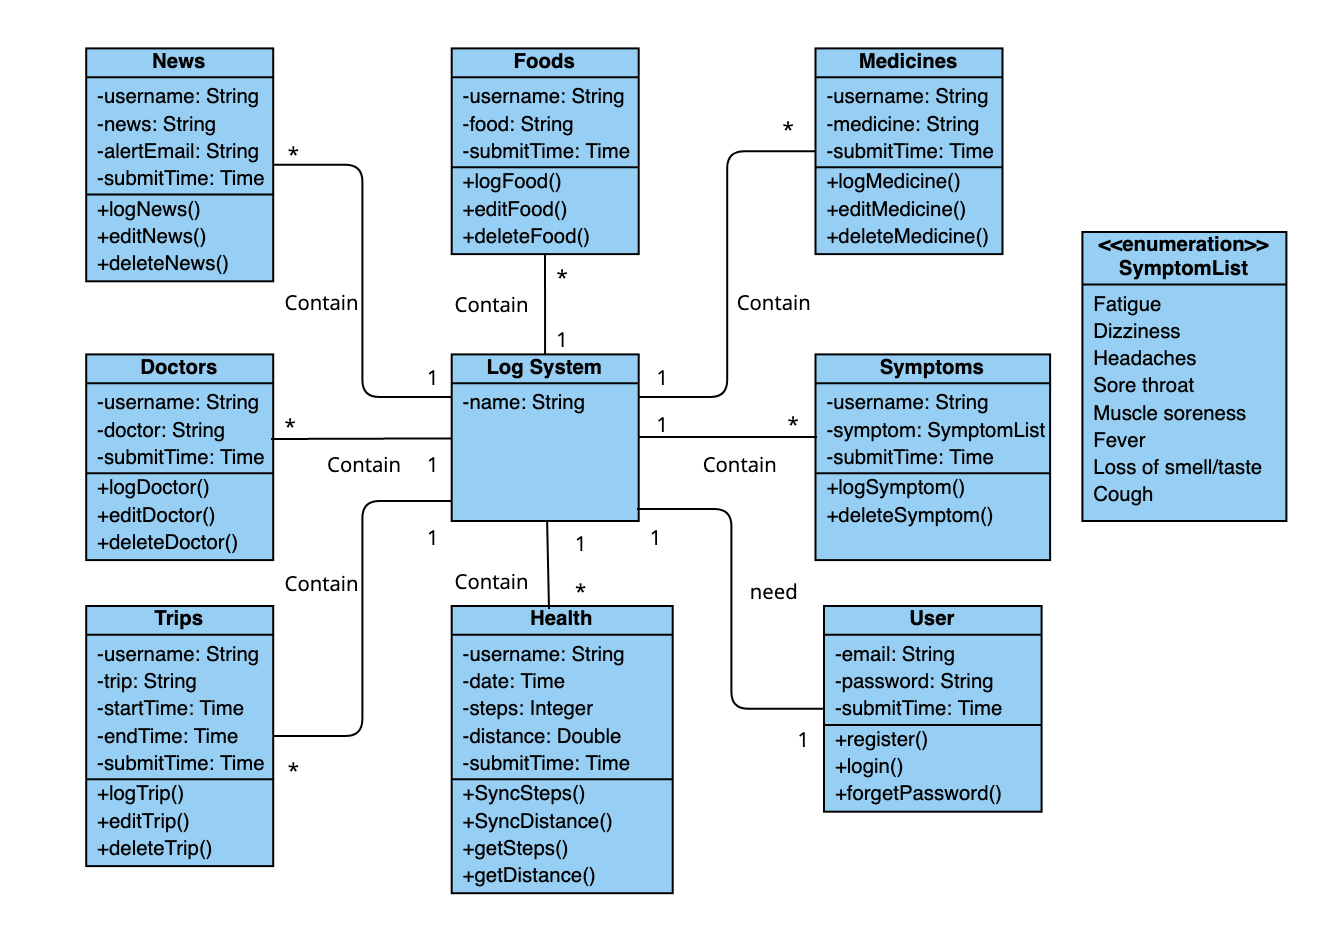 News
-username: String
-news: String
-alertEmail: String
-submitTime: Time
+logNews()
+editNews()
+deleteNews()
*
Contain
1
Foods
-username: String
-food: String
-submitTime: Time
+logFood()
+editFood()
+deleteFood()
*
Contain
1
Medicines
-username: String
-medicine: String
-submitTime: Time
+logMedicine()
+editMedicine()
+deleteMedicine()
*
Contain
1
<<enumeration>>
SymptomList
Fatigue
Dizziness
Headaches
Sore throat
Muscle soreness
Fever
Loss of smell/taste
Cough
Doctors
-username: String
-doctor: String
-submitTime: Time
+logDoctor()
+editDoctor()
+deleteDoctor()
*
Contain
1
Log System
-name: String
1
*
Contain
Symptoms
-username: String
-symptom: SymptomList
-submitTime: Time
+logSymptom()
+deleteSymptom()
1
Contain
*
Trips
-username: String
-trip: String
-startTime: Time
-endTime: Time
-submitTime: Time
+logTrip()
+editTrip()
+deleteTrip()
1
Contain
*
Health
-username: String
-date: Time
-steps: Integer
-distance: Double
-submitTime: Time
+SyncSteps()
+SyncDistance()
+getSteps()
+getDistance()
1
need
1
User
-email: String
-password: String
-submitTime: Time
+register()
+login()
+forgetPassword()